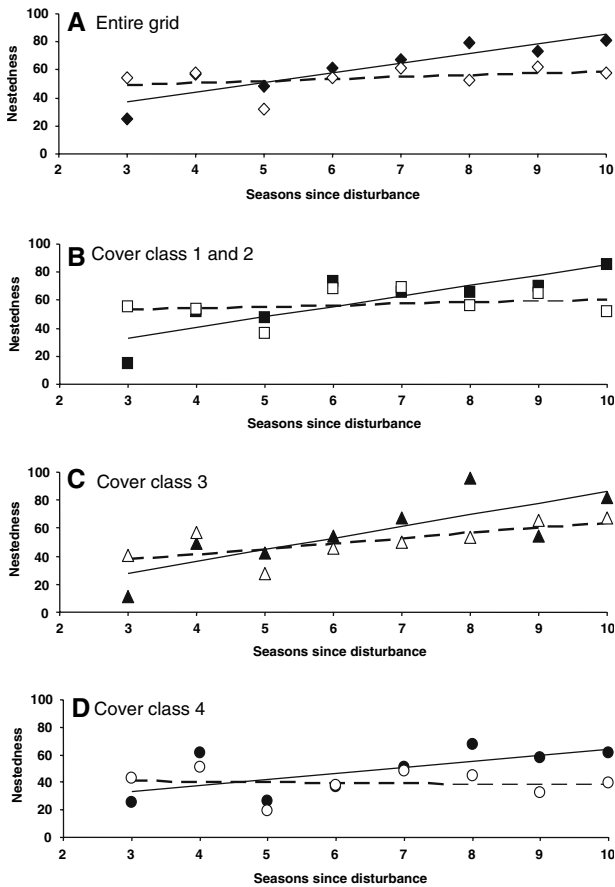 A Entire grid
100
80
60
40
20
0
Nestedness
2 3 4 5 6 7 8 9 10
Seasons since disturbance
B Cover class 1 and 2
100
80
60
40
20
0
Nestedness
2 3 4 5 6 7 8 9 10
Seasons since disturbance
C Cover class 3
100
80
60
40
20
0
Nestedness
2 3 4 5 6 7 8 9 10
Seasons since disturbance
D Cover class 4
100
80
60
40
20
0
Nestedness
2 3 4 5 6 7 8 9 10
Seasons since disturbance